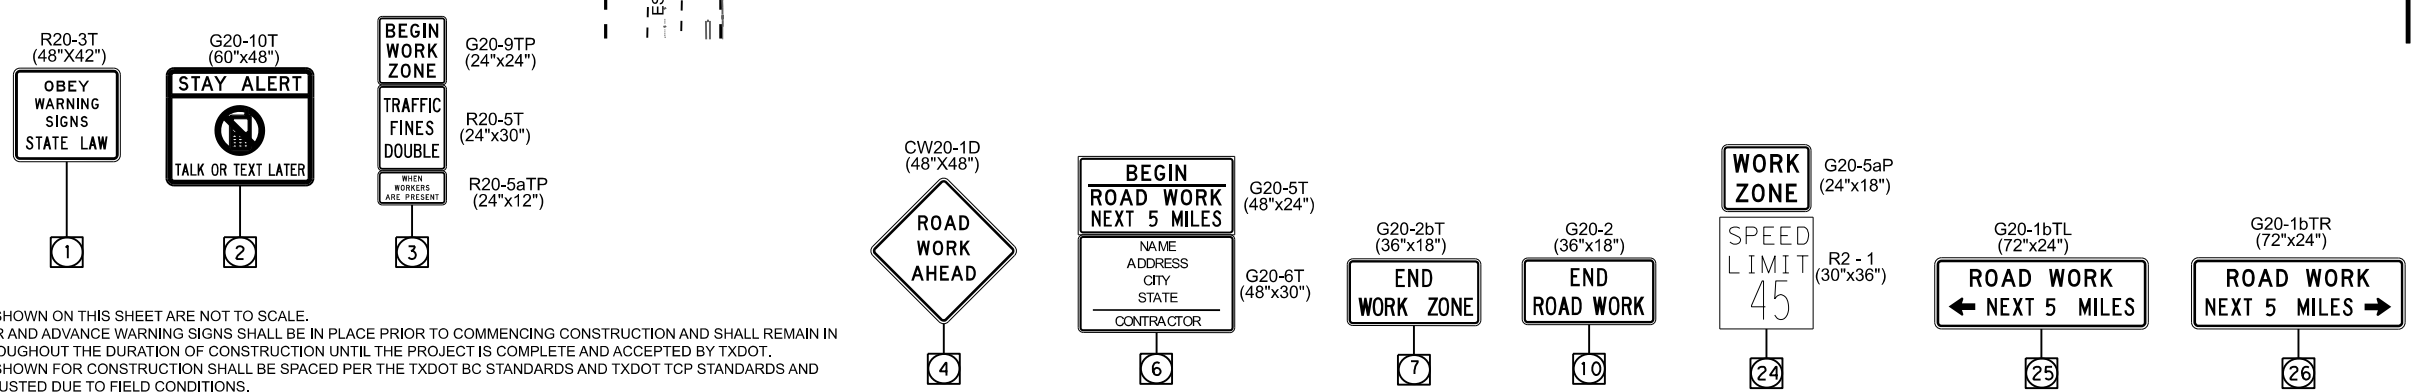 R20-3T
(48"X42")
OBEY
WARNING
SIGNS
STATE LAW
1
G20-10T
(60"x48")
STAY ALERT
TALK OR TEXT LATER
2
BEGIN
WORK
ZONE
G20-9TP
(24"x24")
TRAFFIC
FINES
DOUBLE
R20-5T
(24"x30")
WHEN
WORKERS
ARE PRESENT
R20-5aTP
(24"x12")
3
CW20-1D
(48"X48")
ROAD
WORK
AHEAD
4
BEGIN
ROAD WORK
NEXT 5 MILES
G20-5T
(48"x24")
NAME
ADDRESS
CITY
STATE
CONTRACTOR
G20-6T
(48"x30")
6
G20-2bT
(36"x18")
END
WORK ZONE
7
G20-2
(36"x18")
END
ROAD WORK
10
WORK
ZONE
G20-5aP
(24"x18")
SPEED
LIMIT
45
R2 - 1
(30"x36")
24
G20-1bTL
(72"x24")
ROAD WORK
NEXT 5 MILES
25
G20-1bTR
(72"x24")
ROAD WORK
NEXT 5 MILES
26
SHOWN ON THIS SHEET ARE NOT TO SCALE.
AND ADVANCE WARNING SIGNS SHALL BE IN PLACE PRIOR TO COMMENCING CONSTRUCTION AND SHALL REMAIN IN
THE DURATION OF CONSTRUCTION UNTIL THE PROJECT IS COMPLETE AND ACCEPTED BY TXDOT.
SHOWN FOR CONSTRUCTION SHALL BE SPACED PER THE TXDOT BC STANDARDS AND TXDOT TCP STANDARDS AND
DUE TO FIELD CONDITIONS.